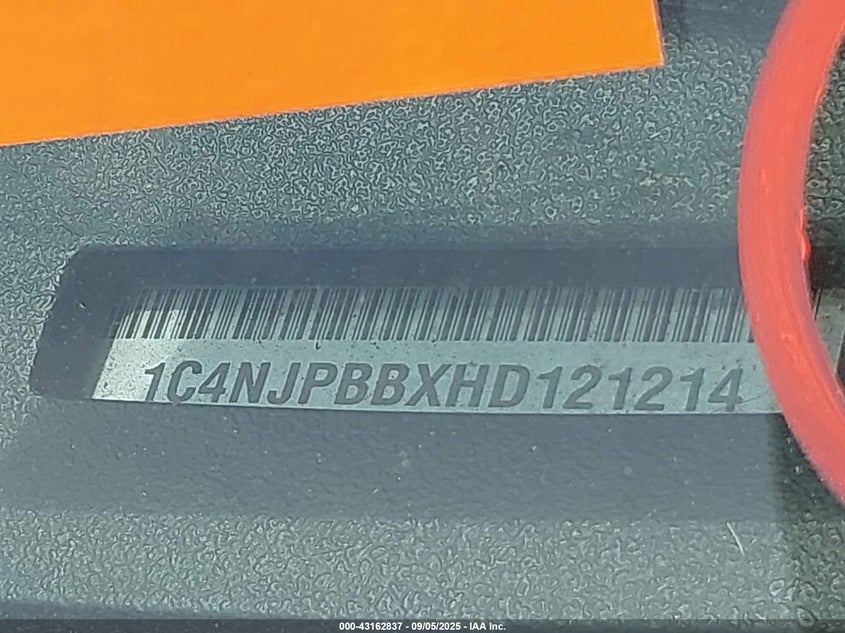 1C4NJPBBXHD121214
000-43162837 - 09/05/2025 - IAA Inc.